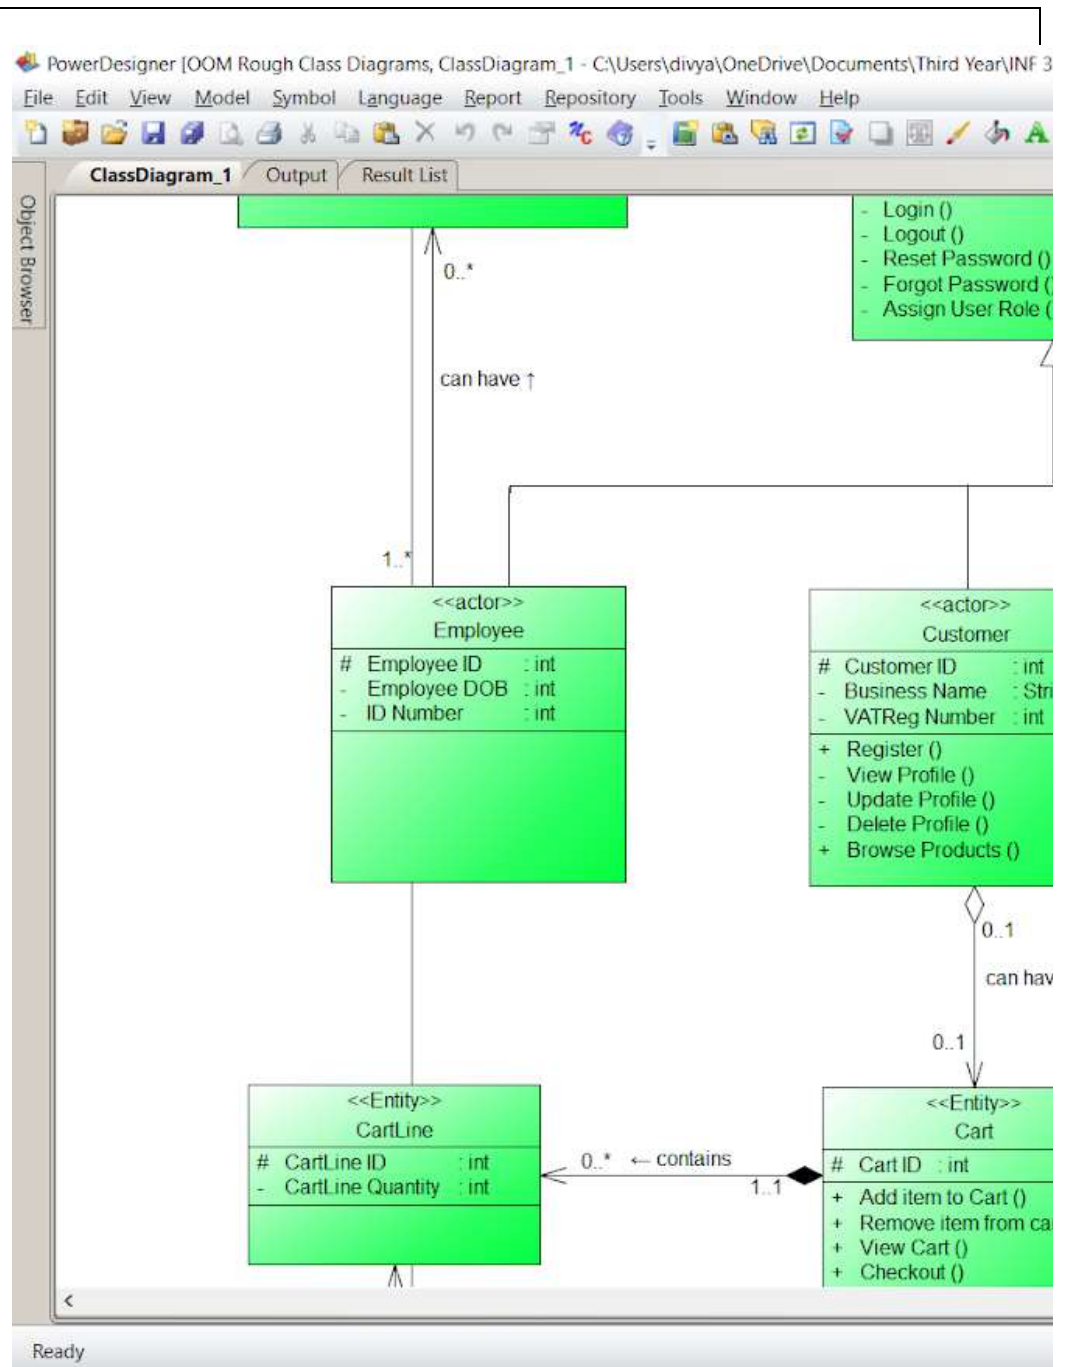 PowerDesigner [OOM Rough Class Diagrams, ClassDiagram_1 - C:\Users\divya\OneDrive\Documents\Third Year\INF 3
File Edit View Model Symbol Language Report Repository Tools Window Help
ClassDiagram_1 Output Result List
Object Browser
- Login ()
- Logout ()
- Reset Password ()
- Forgot Password ()
- Assign User Role (
0..*
can have ↑
1..*
<<actor>>
Employee
# Employee ID : int
- Employee DOB : int
- ID Number : int
<<actor>>
Customer
# Customer ID : int
- Business Name : Stri
- VATReg Number : int
+ Register ()
- View Profile ()
- Update Profile ()
- Delete Profile ()
+ Browse Products ()
0..1
can hav
0..1
<<Entity>>
CartLine
# CartLine ID : int
- CartLine Quantity : int
0..* ← contains
1..1
<<Entity>>
Cart
# Cart ID : int
+ Add item to Cart ()
+ Remove item from ca
+ View Cart ()
+ Checkout ()
Ready